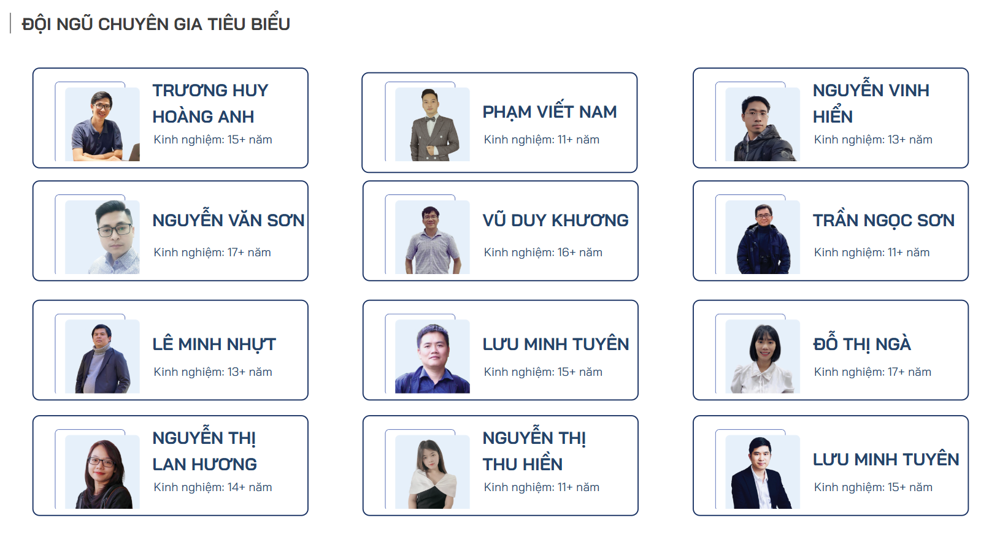 ĐỘI NGŨ CHUYÊN GIA TIÊU BIỂU
TRƯƠNG HUY
HOÀNG ANH
Kinh nghiệm: 15+ năm
PHẠM VIẾT NAM
Kinh nghiệm: 11+ năm
NGUYỄN VINH
HIỂN
Kinh nghiệm: 13+ năm
NGUYỄN VĂN SƠN
Kinh nghiệm: 17+ năm
VŨ DUY KHƯƠNG
Kinh nghiệm: 16+ năm
TRẦN NGỌC SƠN
Kinh nghiệm: 11+ năm
LÊ MINH NHỰT
Kinh nghiệm: 13+ năm
LƯU MINH TUYÊN
Kinh nghiệm: 15+ năm
ĐỖ THỊ NGÀ
Kinh nghiệm: 17+ năm
NGUYỄN THỊ
LAN HƯƠNG
Kinh nghiệm: 14+ năm
NGUYỄN THỊ
THU HIỀN
Kinh nghiệm: 11+ năm
LƯU MINH TUYÊN
Kinh nghiệm: 15+ năm